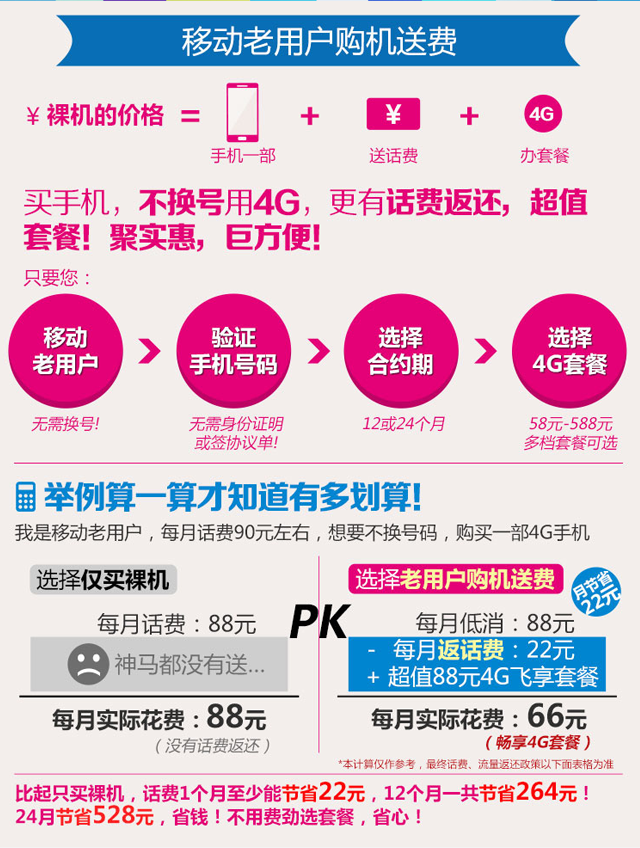 移动老用户购机送费
¥ 裸机的价格 = + ¥ + 4G
手机一部 送话费 办套餐
买手机，不换号用4G，更有话费返还，超值
套餐！聚实惠，巨方便！
只要您：
移动
老用户
验证
手机号码
选择
合约期
选择
4G套餐
无需换号!
无需身份证明
或签协议单!
12或24个月
58元-588元
多档套餐可选
举例算一算才知道有多划算!
我是移动老用户，每月话费90元左右，想要不换号码，购买一部4G手机
选择仅买裸机
每月话费：88元
神马都没有送...
每月实际花费：88元
（没有话费返还）
PK
选择老用户购机送费
月节省
22元
每月低消：88元
- 每月返话费：22元
+ 超值88元4G飞享套餐
每月实际花费：66元
（畅享4G套餐）
*本计算仅作参考，最终话费、流量返还政策以下面表格为准
比起只买裸机，话费1个月至少能节省22元，12个月一共节省264元！
24月节省528元，省钱！不用费劲选套餐，省心！